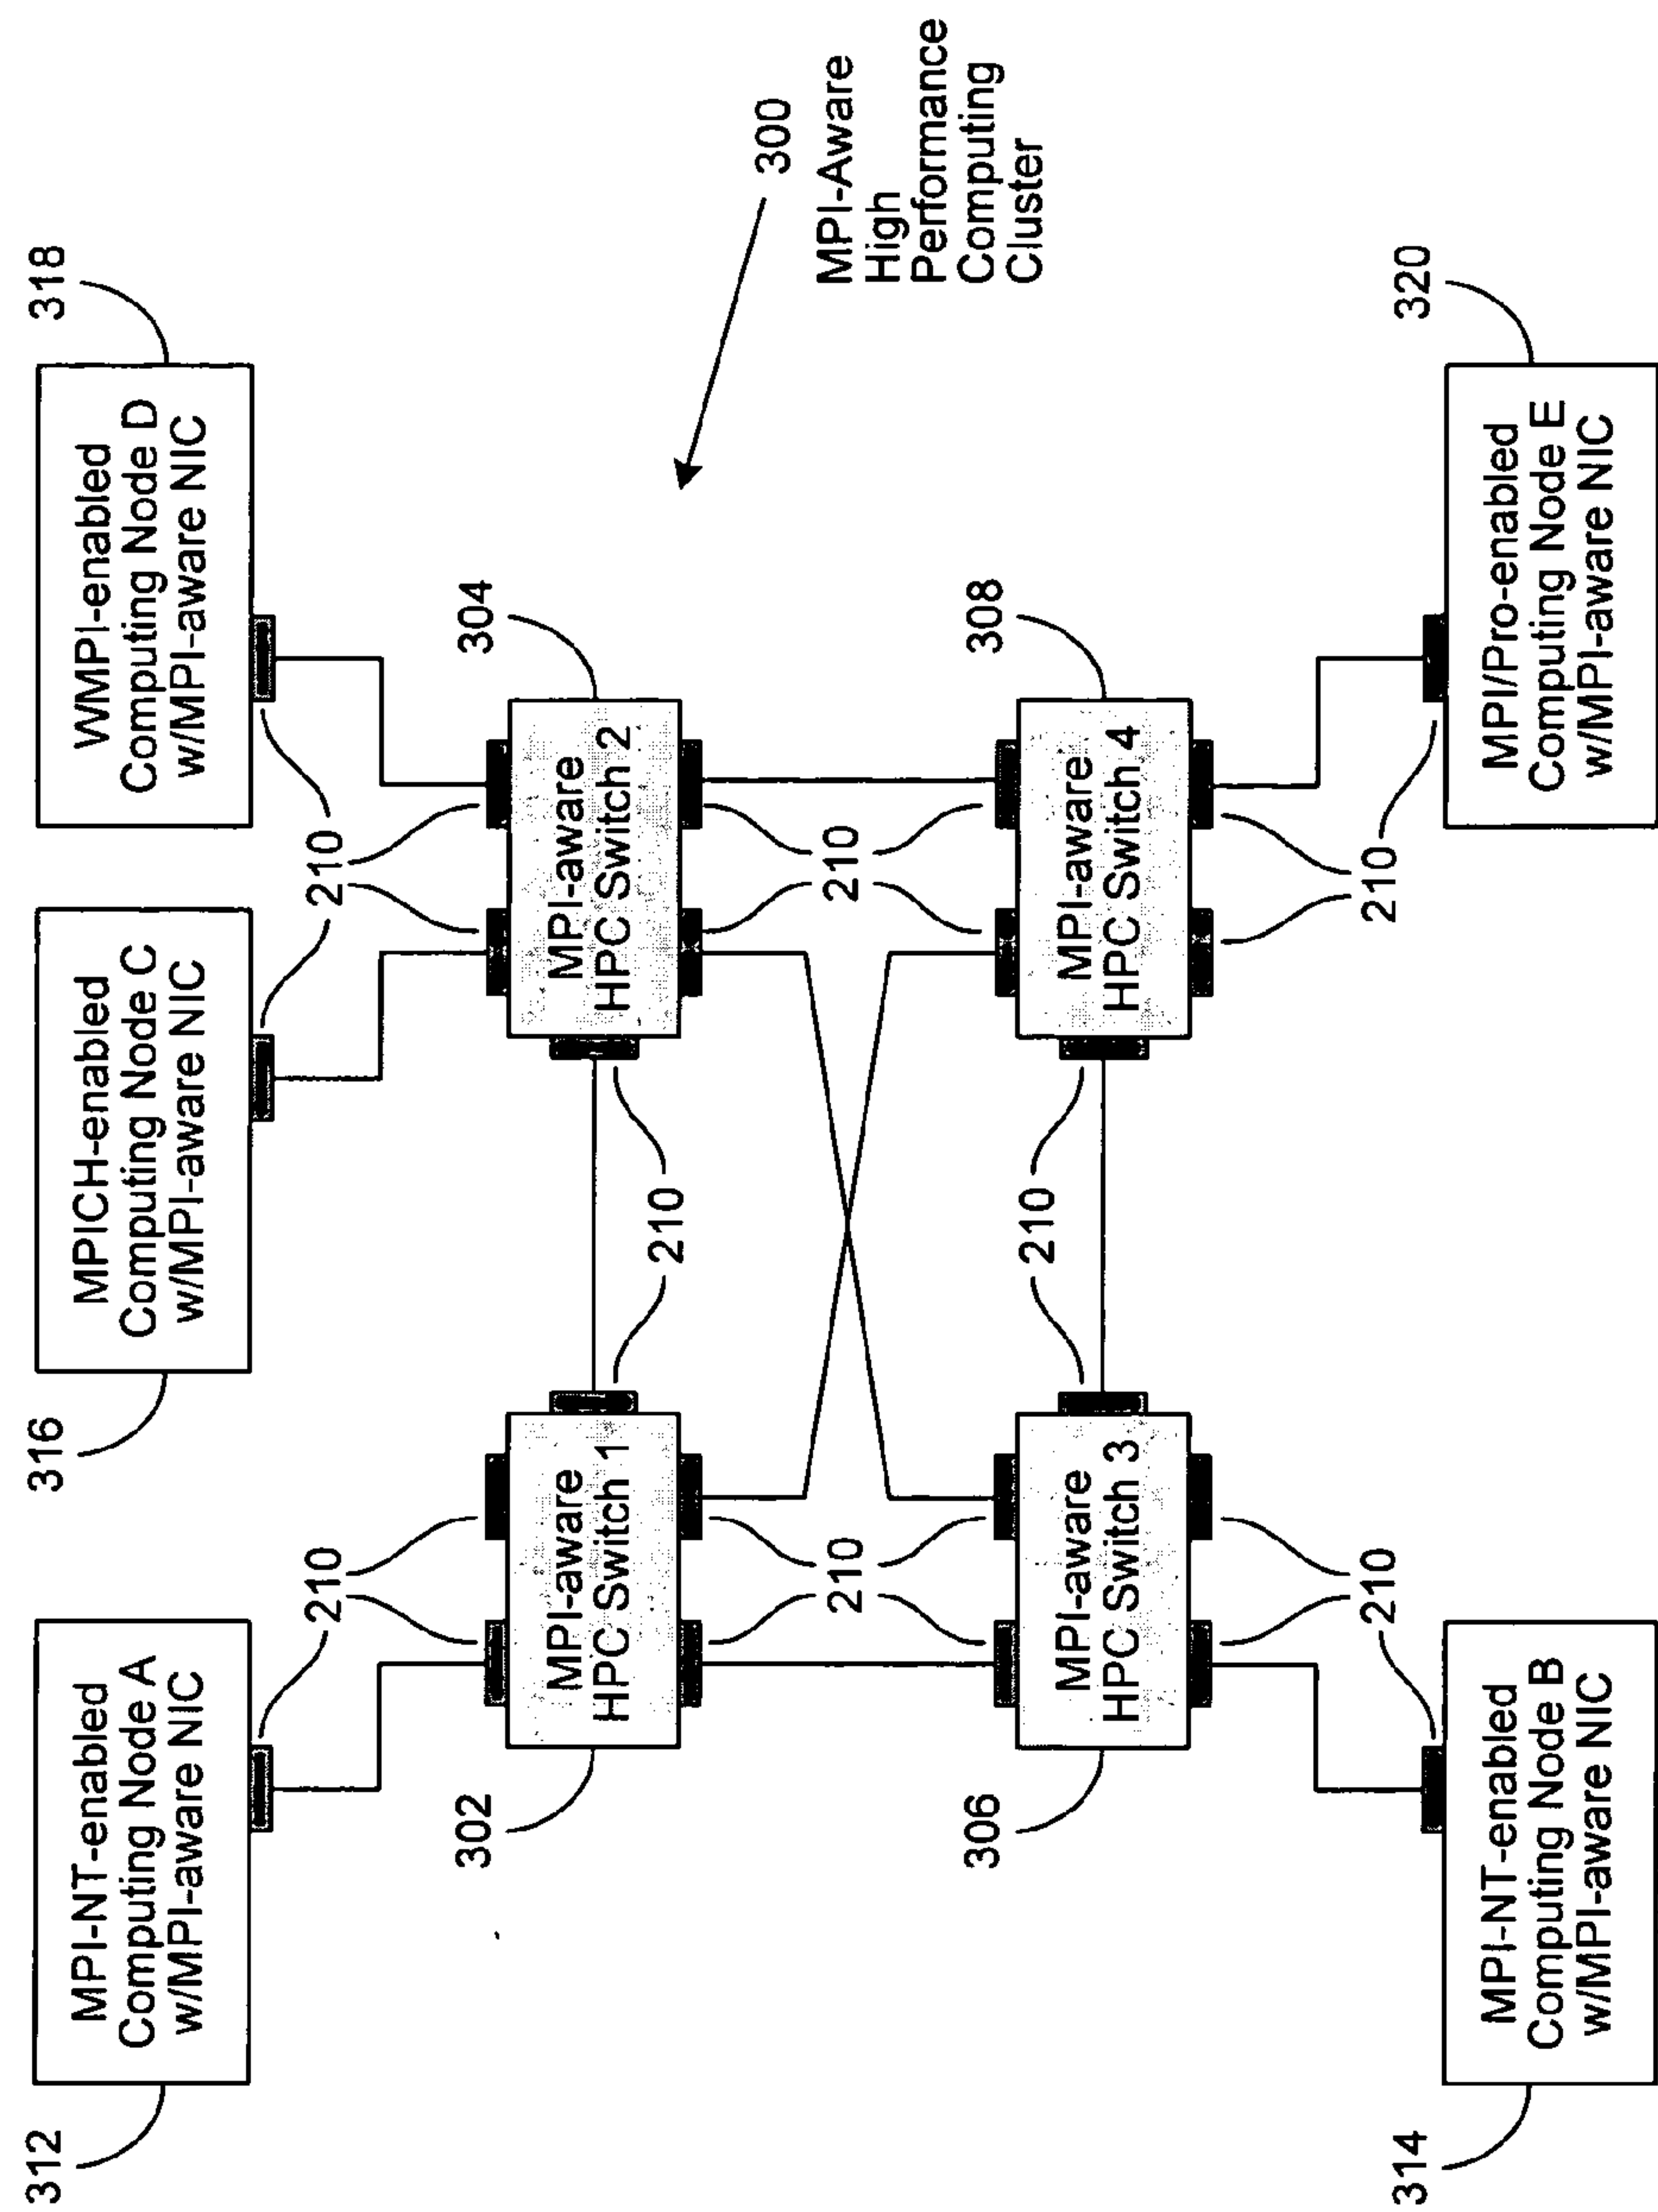 312
MPI-NT-enabled
Computing Node A
w/MPI-aware NIC
316
MPICH-enabled
Computing Node C
w/MPI-aware NIC
318
WMPI-enabled
Computing Node D
w/MPI-aware NIC
210
210
302
MPI-aware
HPC Switch 1
304
MPI-aware
HPC Switch 2
210
300
MPI-Aware
High
Performance
Computing
Cluster
210
210
306
MPI-aware
HPC Switch 3
210
308
MPI-aware
HPC Switch 4
210
210
314
MPI-NT-enabled
Computing Node B
w/MPI-aware NIC
320
MPI/Pro-enabled
Computing Node E
w/MPI-aware NIC